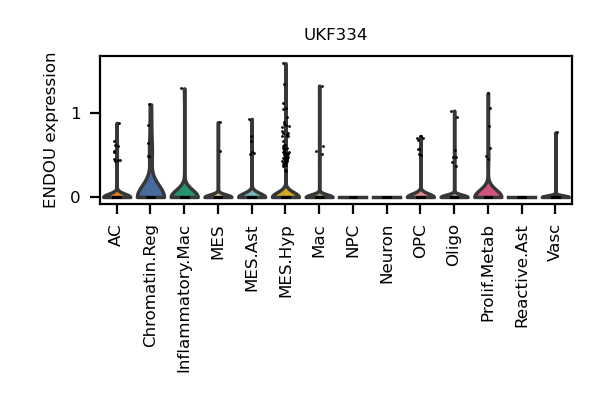 UKF334
ENDOU expression
1
0
AC
Chromatin.Reg
Inflammatory.Mac
MES
MES.Ast
MES.Hyp
Mac
NPC
Neuron
OPC
Oligo
Prolif.Metab
Reactive.Ast
Vasc